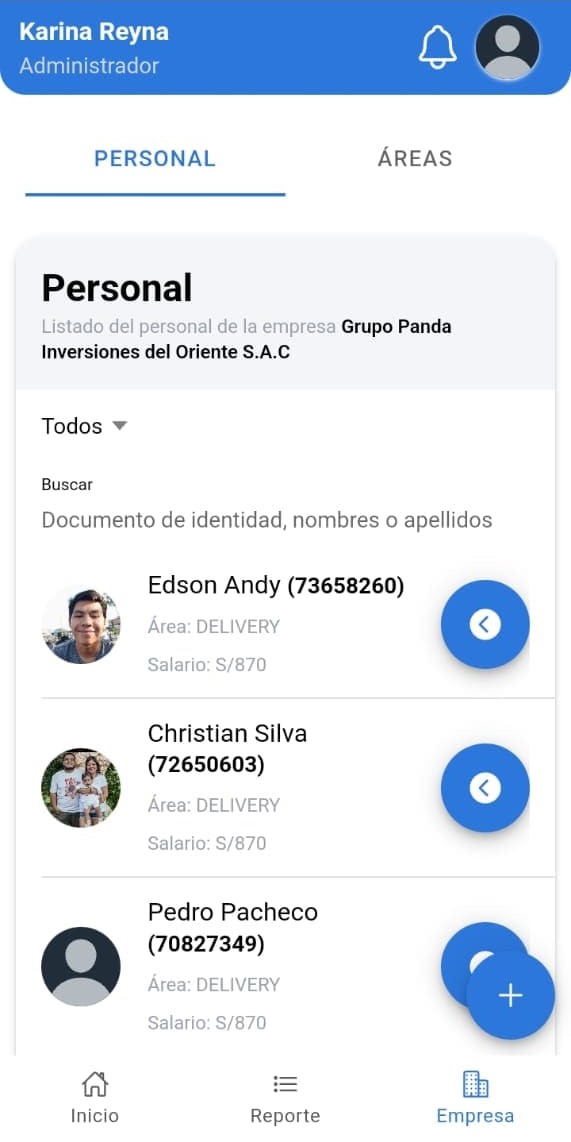 Karina Reyna
Administrador
PERSONAL
ÁREAS
Personal
Listado del personal de la empresa Grupo Panda
Inversiones del Oriente S.A.C
Todos
Buscar
Documento de identidad, nombres o apellidos
Edson Andy (73658260)
Área: DELIVERY
Salario: S/870
Christian Silva
(72650603)
Área: DELIVERY
Salario: S/870
Pedro Pacheco
(70827349)
Área: DELIVERY
Salario: S/870
Inicio
Reporte
Empresa